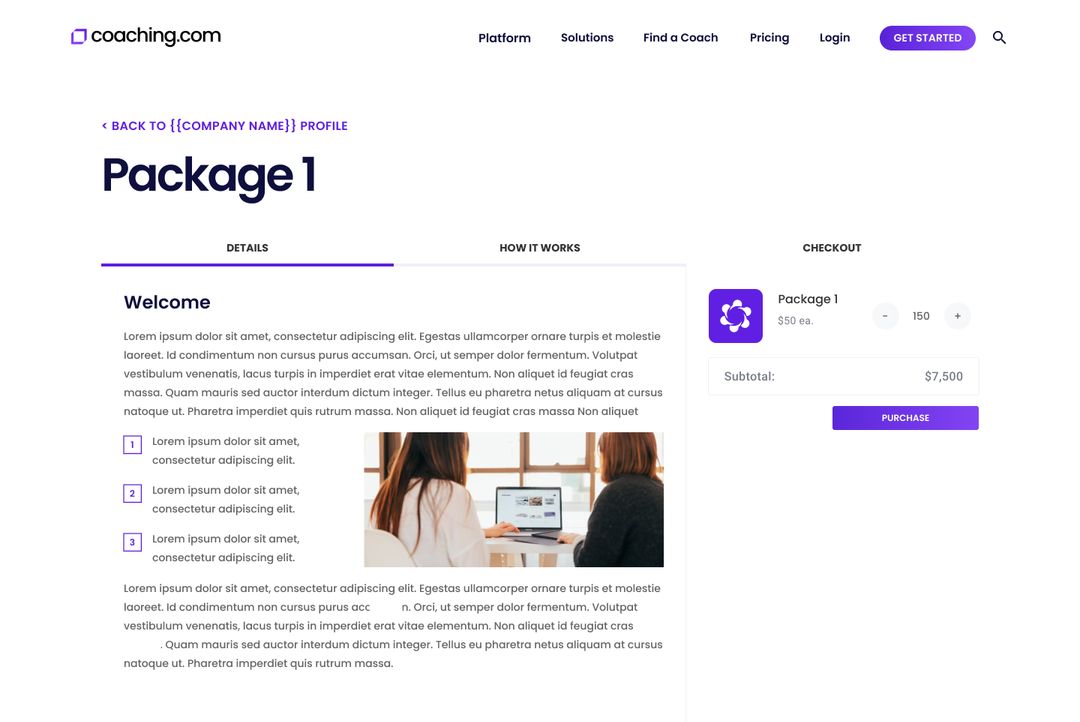 coaching.com
Platform Solutions Find a Coach Pricing Login GET STARTED
< BACK TO {{COMPANY NAME}} PROFILE
Package 1
DETAILS HOW IT WORKS CHECKOUT
Welcome
Lorem ipsum dolor sit amet, consectetur adipiscing elit. Egestas ullamcorper ornare turpis et molestie
laoreet. Id condimentum non cursus purus accumsan. Orci, ut semper dolor fermentum. Volutpat
vestibulum venenatis, lacus turpis in imperdiet erat vitae elementum. Non aliquet id feugiat cras
massa. Quam mauris sed auctor interdum dictum integer. Tellus eu pharetra netus aliquam at cursus
natoque ut. Pharetra imperdiet quis rutrum massa. Non aliquet id feugiat cras massa Non aliquet
1 Lorem ipsum dolor sit amet,
consectetur adipiscing elit.
2 Lorem ipsum dolor sit amet,
consectetur adipiscing elit.
3 Lorem ipsum dolor sit amet,
consectetur adipiscing elit.
Lorem ipsum dolor sit amet, consectetur adipiscing elit. Egestas ullamcorper ornare turpis et molestie
laoreet. Id condimentum non cursus purus acc n. Orci, ut semper dolor fermentum. Volutpat
vestibulum venenatis, lacus turpis in imperdiet erat vitae elementum. Non aliquet id feugiat cras
. Quam mauris sed auctor interdum dictum integer. Tellus eu pharetra netus aliquam at cursus
natoque ut. Pharetra imperdiet quis rutrum massa.
Package 1
$50 ea.
- 150 +
Subtotal: $7,500
PURCHASE